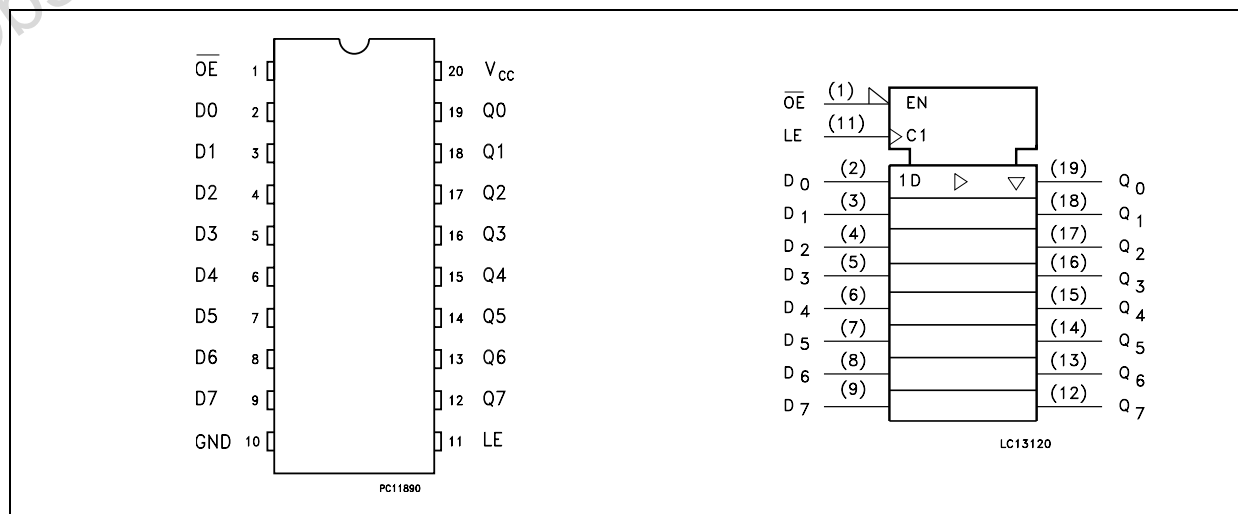 OE 1 20 VCC
D0 2 19 Q0
D1 3 18 Q1
D2 4 17 Q2
D3 5 16 Q3
D4 6 15 Q4
D5 7 14 Q5
D6 8 13 Q6
D7 9 12 Q7
GND 10 11 LE
PC11890
OE (1) EN
LE (11) C1
D0 (2) 1D (19) Q0
D1 (3) (18) Q1
D2 (4) (17) Q2
D3 (5) (16) Q3
D4 (6) (15) Q4
D5 (7) (14) Q5
D6 (8) (13) Q6
D7 (9) (12) Q7
LC13120